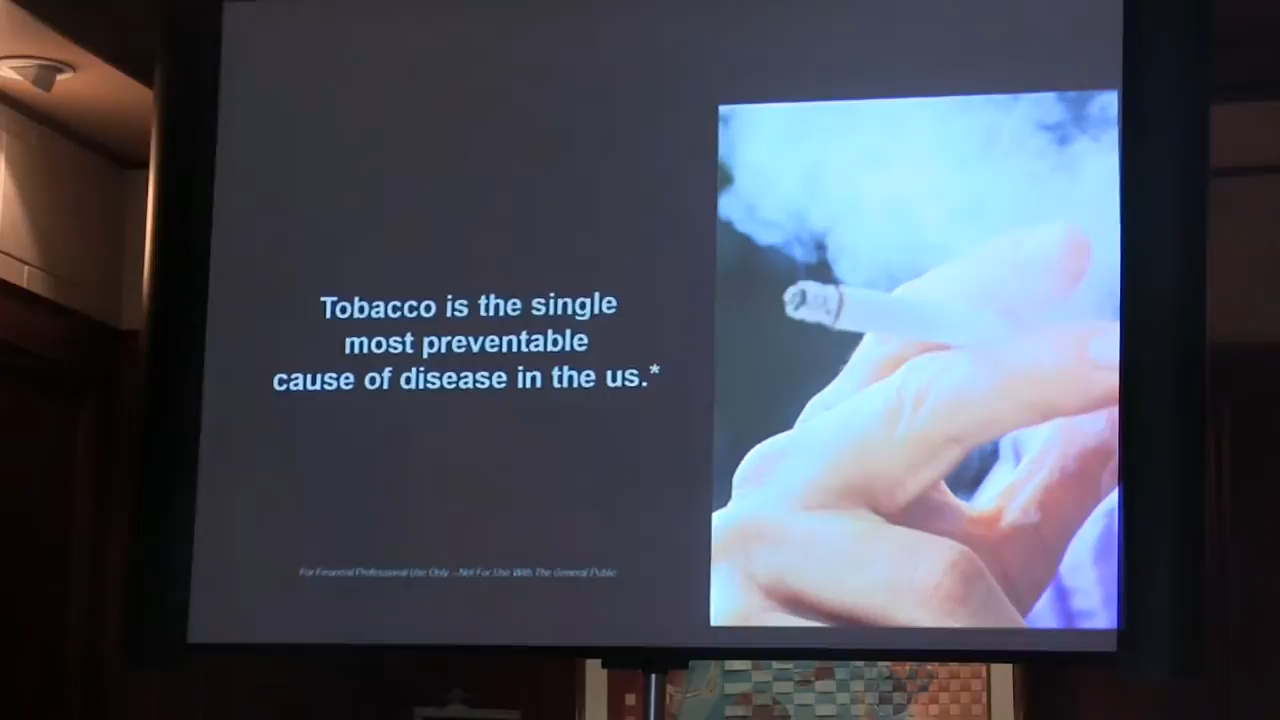 Tobacco is the single
most preventable
cause of disease in the us.*
For Financial Professional Use Only – Not For Use With The General Public